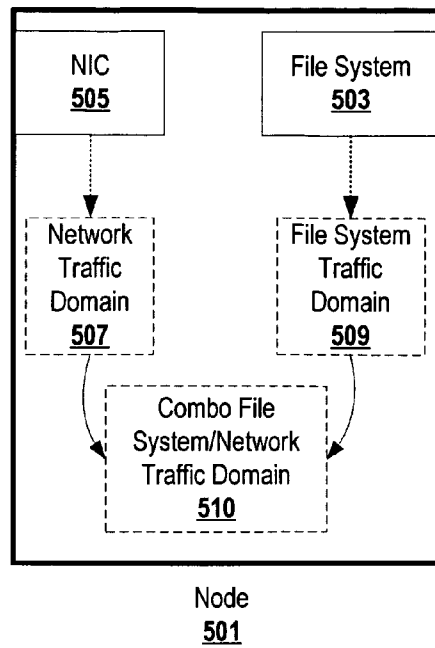 NIC
505
File System
503
Network
Traffic
Domain
507
File System
Traffic
Domain
509
Combo File
System/Network
Traffic Domain
510
Node
501